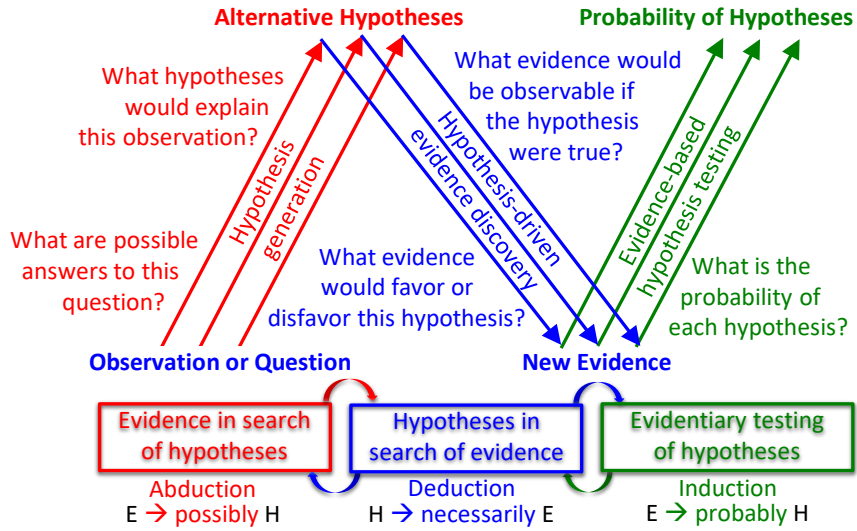 Alternative Hypotheses
Probability of Hypotheses
What hypotheses
would explain
this observation?
What evidence would
be observable if
the hypothesis
were true?
Hypothesis
generation
Hypothesis-driven
evidence discovery
Evidence-based
hypothesis testing
What are possible
answers to this
question?
What evidence
would favor or
disfavor this hypothesis?
What is the
probability of
each hypothesis?
Observation or Question
New Evidence
Evidence in search
of hypotheses
Hypotheses in
search of evidence
Evidentiary testing
of hypotheses
Abduction
E → possibly H
Deduction
H → necessarily E
Induction
E → probably H